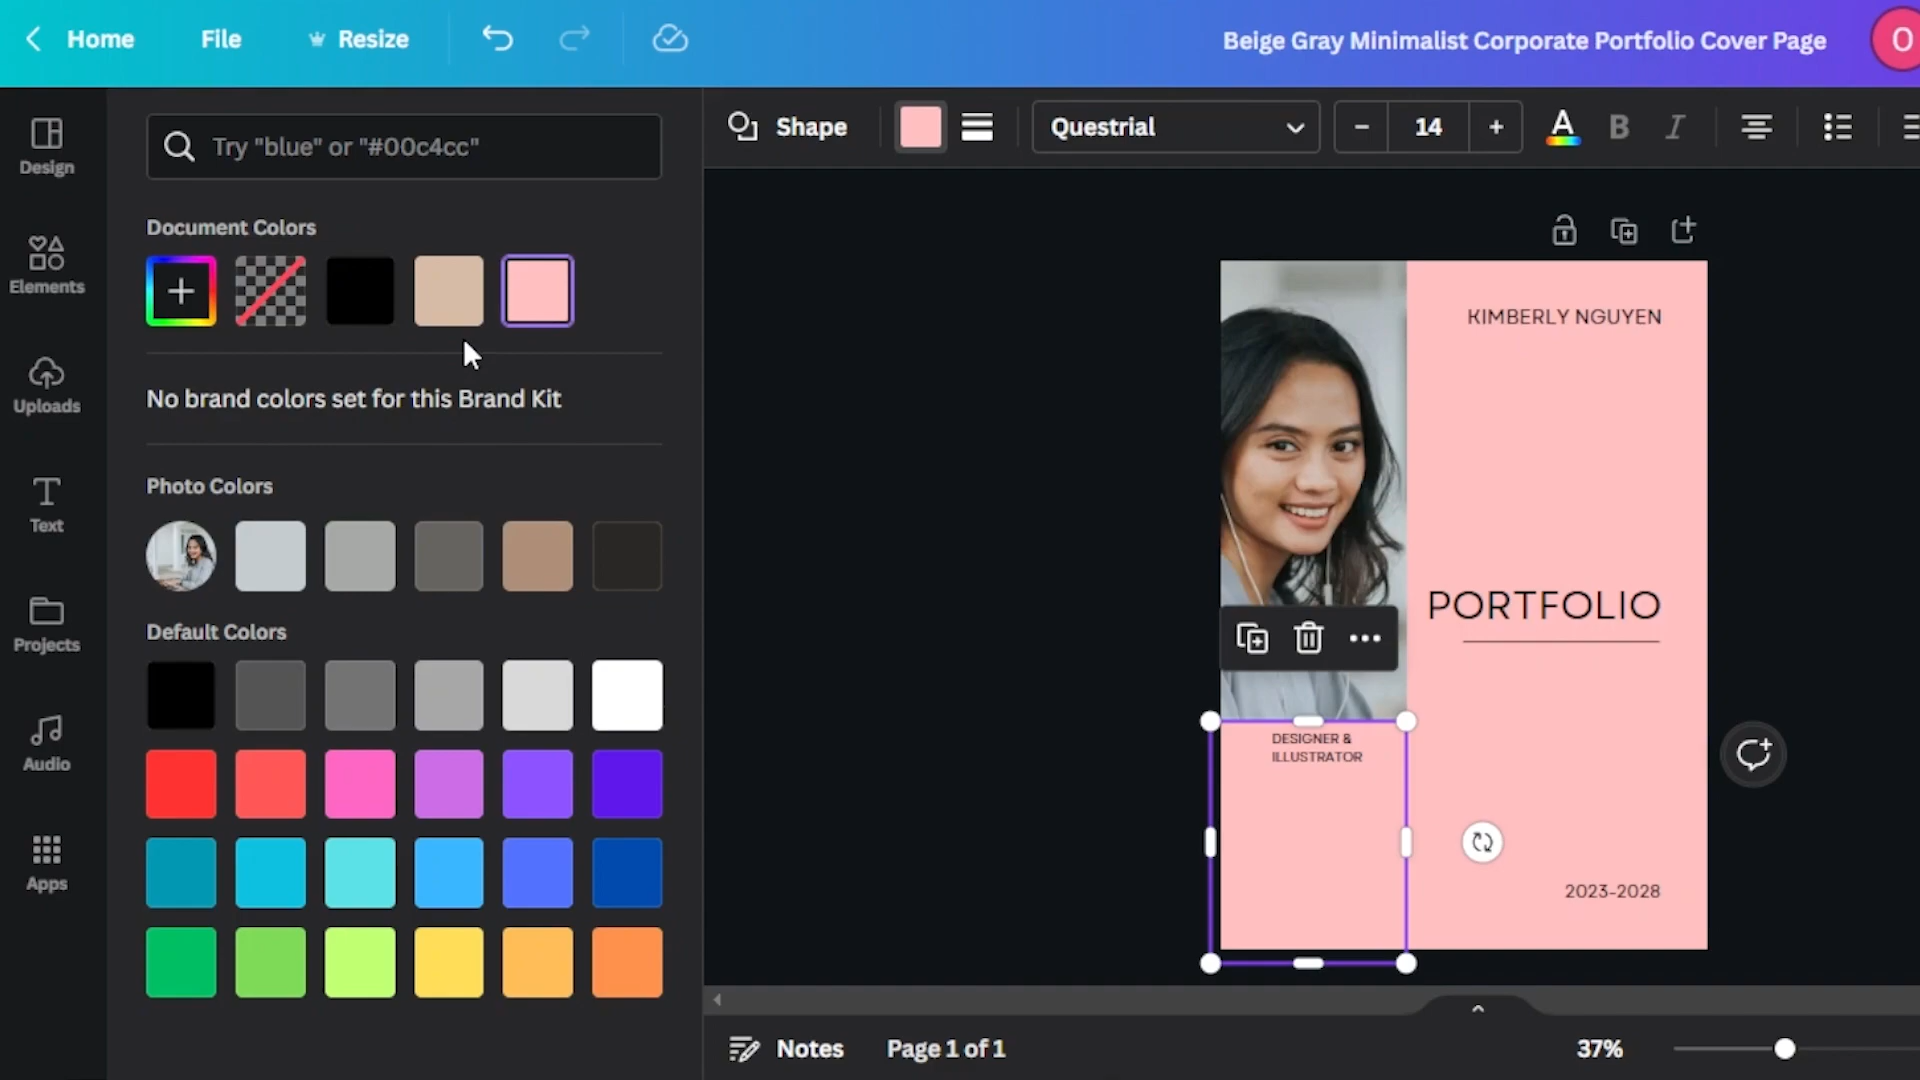 Home
File
Resize
Beige Gray Minimalist Corporate Portfolio Cover Page
O
Design
Elements
Uploads
Text
Projects
Audio
Apps
Try "blue" or "#00c4cc"
Document Colors
No brand colors set for this Brand Kit
Photo Colors
Default Colors
Shape
Questrial
14
A
B
I
KIMBERLY NGUYEN
PORTFOLIO
DESIGNER &
ILLUSTRATOR
2023-2028
Notes
Page 1 of 1
37%